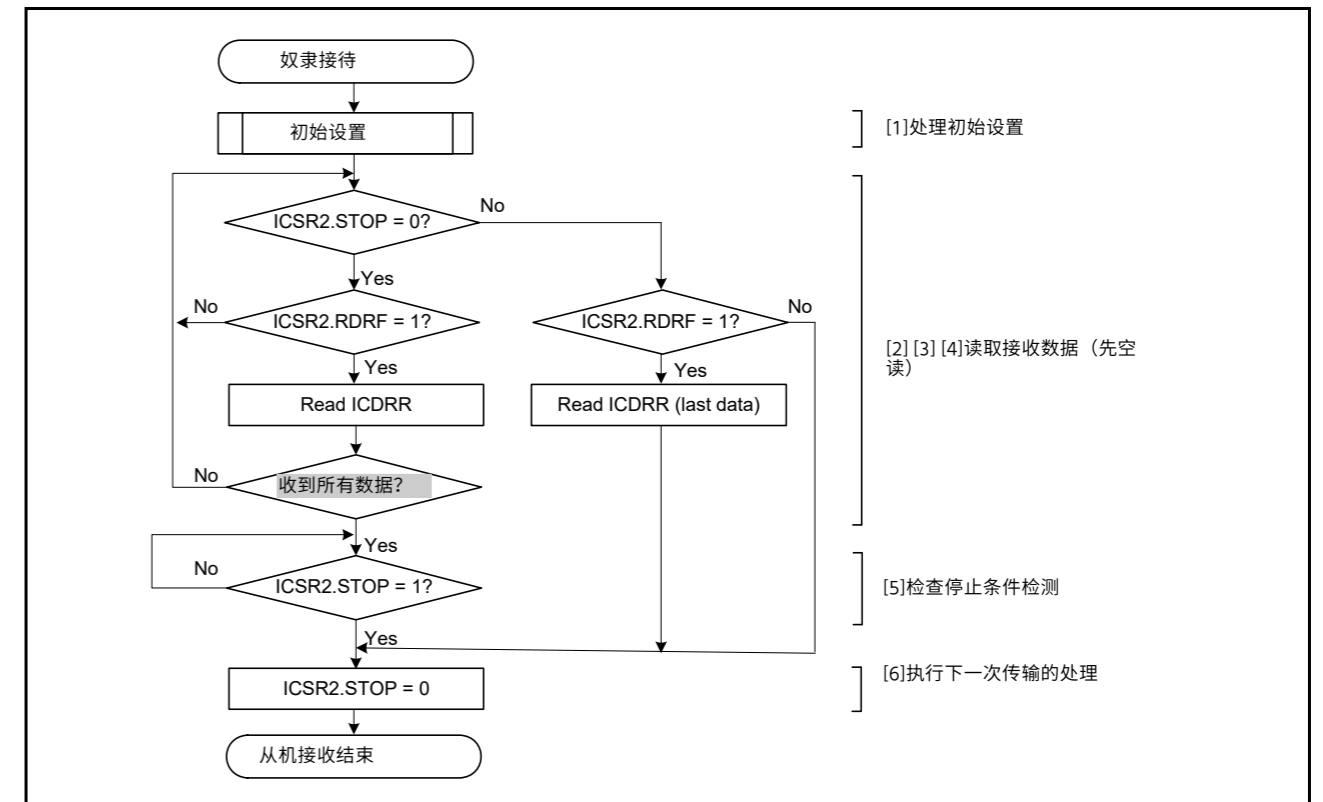 奴隶接待
初始设置
[1]处理初始设置
ICSR2.STOP = 0?
No
Yes
ICSR2.RDRF = 1?
No
Yes
ICSR2.RDRF = 1?
No
Yes
[2] [3] [4]读取接收数据（先空
读）
Read ICDRR
Read ICDRR (last data)
收到所有数据？
No
Yes
ICSR2.STOP = 1?
No
Yes
[5]检查停止条件检测
ICSR2.STOP = 0
[6]执行下一次传输的处理
从机接收结束